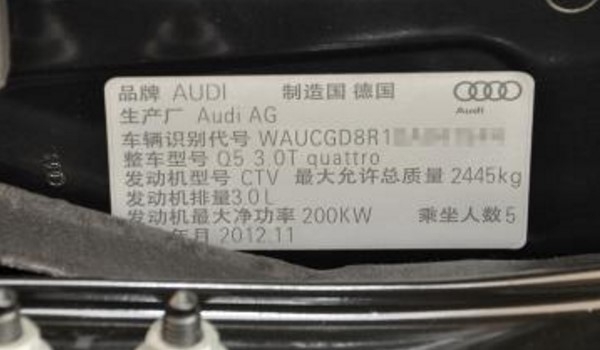 品牌 AUDI 制造国 德国
Audi
生产厂 Audi AG
车辆识别代号 WAUCGD8R1
整车型号 Q5 3.0T quattro
发动机型号 CTV 最大允许总质量 2445kg
发动机排量3.0L
发动机最大净功率 200KW 乘坐人数5
年月 2012.11